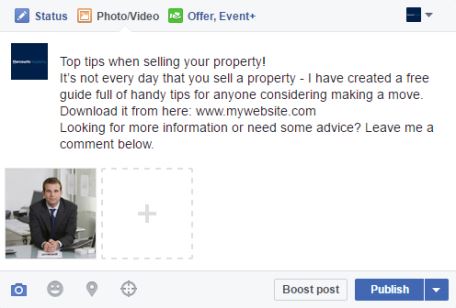 Status Photo/Video Offer, Event+
Top tips when selling your property!
It's not every day that you sell a property - I have created a free
guide full of handy tips for anyone considering making a move.
Download it from here: www.mywebsite.com
Looking for more information or need some advice? Leave me a
comment below.
Boost post Publish